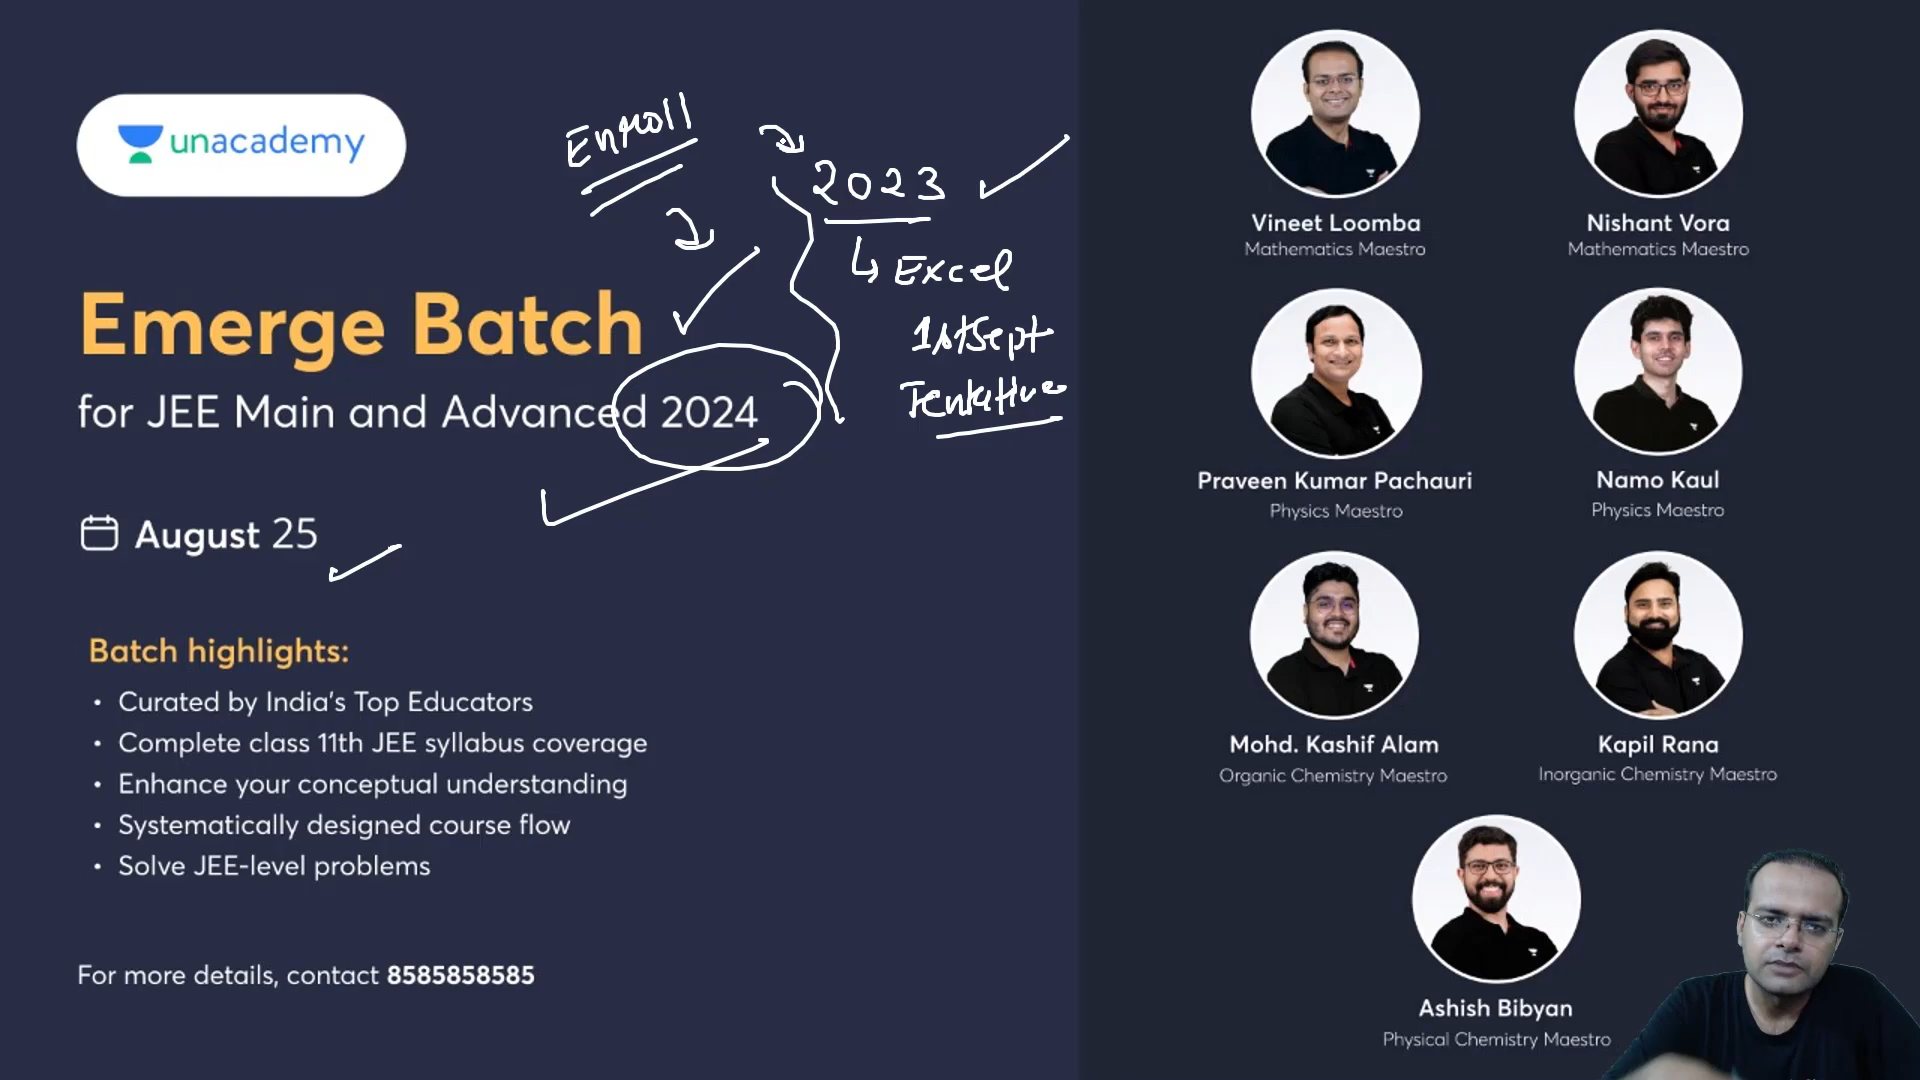 unacademy
Enroll
2023
Excel
1st Sept
Tentative
Emerge Batch
for JEE Main and Advanced 2024
August 25
Batch highlights:
• Curated by India's Top Educators
• Complete class 11th JEE syllabus coverage
• Enhance your conceptual understanding
• Systematically designed course flow
• Solve JEE-level problems
For more details, contact 8585858585
Vineet Loomba
Mathematics Maestro
Nishant Vora
Mathematics Maestro
Praveen Kumar Pachauri
Physics Maestro
Namo Kaul
Physics Maestro
Mohd. Kashif Alam
Organic Chemistry Maestro
Kapil Rana
Inorganic Chemistry Maestro
Ashish Bibyan
Physical Chemistry Maestro